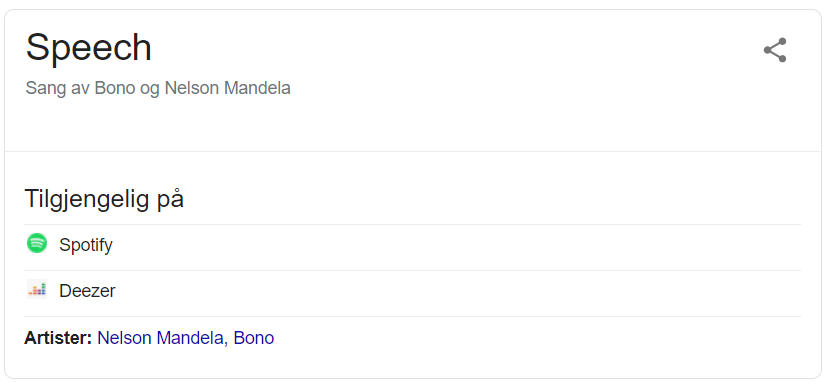 Speech
Sang av Bono og Nelson Mandela
Tilgjengelig på
Spotify
Deezer
Artister: Nelson Mandela, Bono